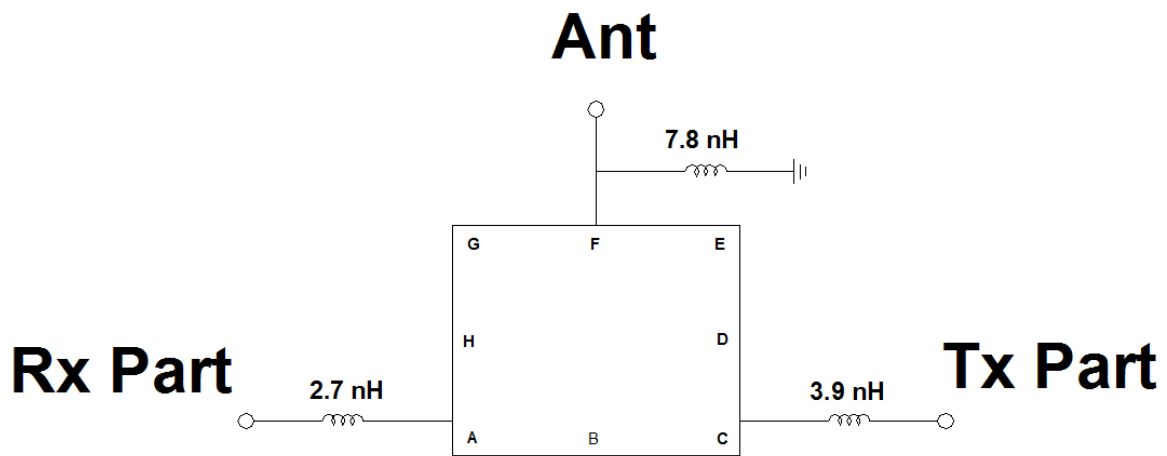 Ant
7.8 nH
G F E
H D
Rx Part Tx Part
2.7 nH 3.9 nH
A B C